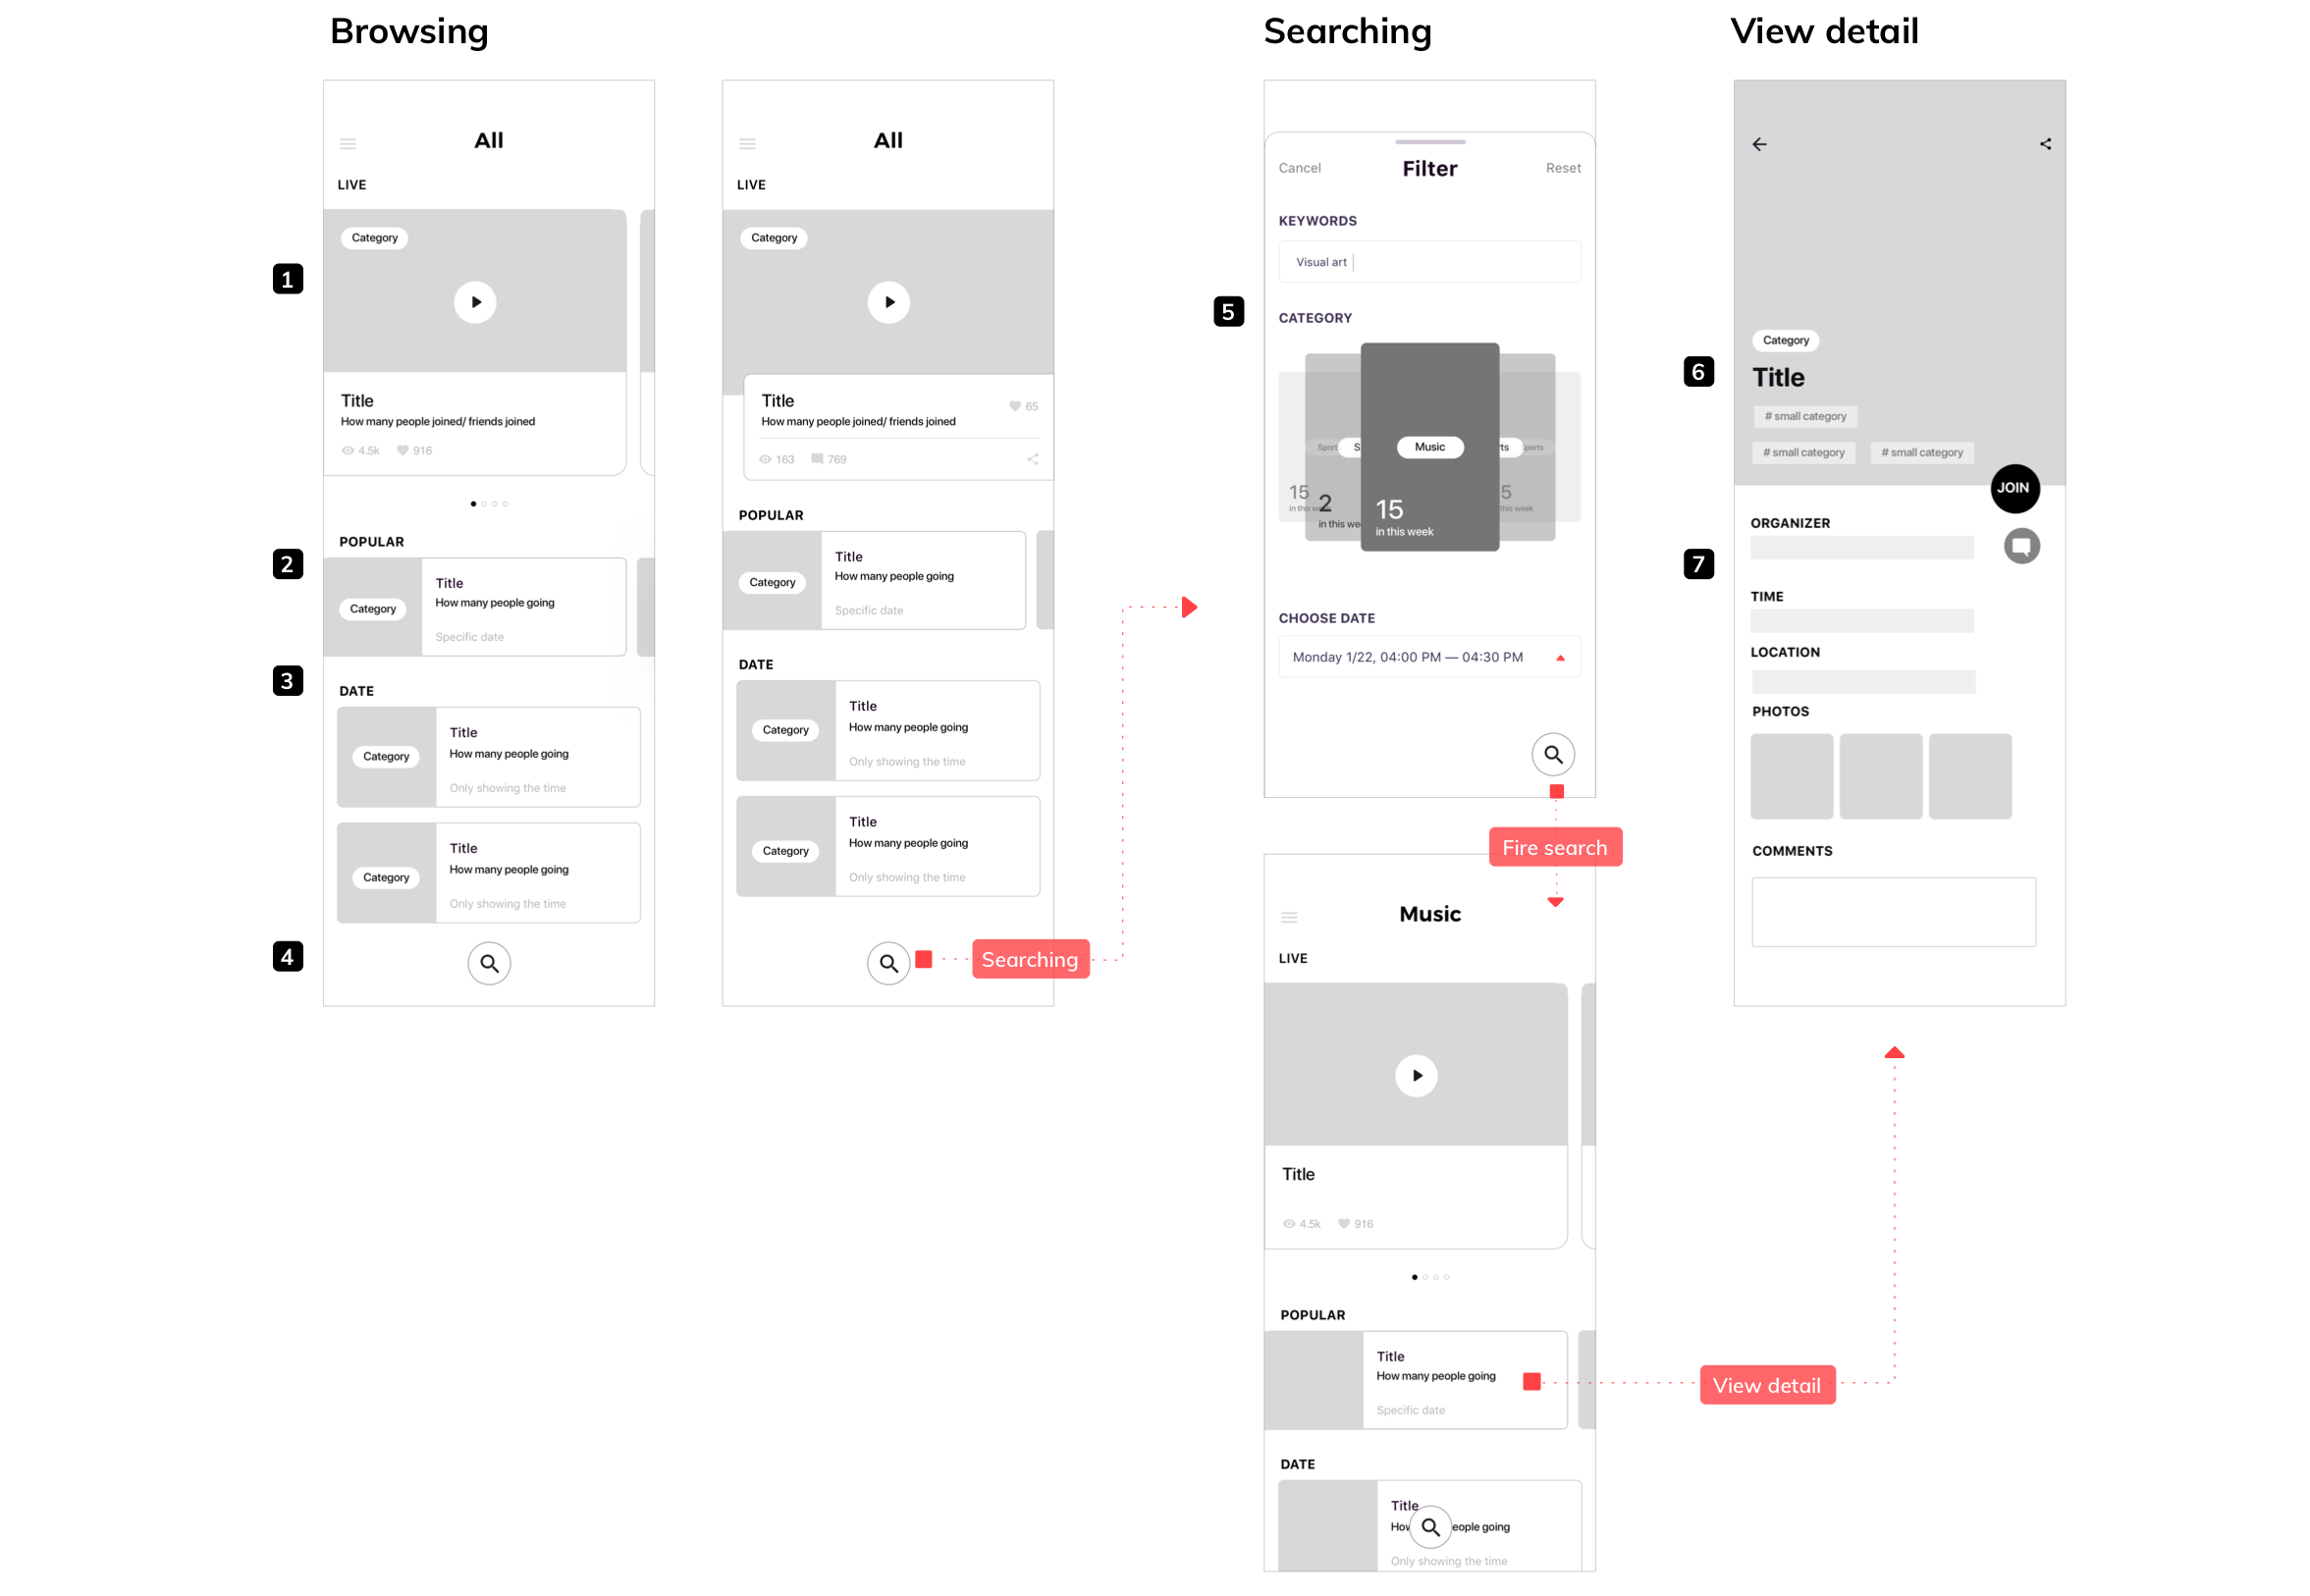 Browsing
Searching
View detail
All
LIVE
Category
1
Title
How many people joined/ friends joined
4.5k 916
POPULAR
2
Category
Title
How many people going
Specific date
3
DATE
Category
Title
How many people going
Only showing the time
Category
Title
How many people going
Only showing the time
4
All
LIVE
Category
Title
65
How many people joined/ friends joined
163 769
POPULAR
Category
Title
How many people going
Specific date
DATE
Category
Title
How many people going
Only showing the time
Category
Title
How many people going
Only showing the time
Searching
Cancel
Filter
Reset
KEYWORDS
Visual art
5
CATEGORY
Sport
S
Music
rts
ports
15
in this w
2
in this we
15
in this week
5
this week
CHOOSE DATE
Monday 1/22, 04:00 PM — 04:30 PM
Fire search
Music
LIVE
Title
4.5k 916
POPULAR
Title
How many people going
Specific date
View detail
DATE
Title
How eople going
Only showing the time
Category
6
Title
# small category
# small category # small category
JOIN
ORGANIZER
7
TIME
LOCATION
PHOTOS
COMMENTS